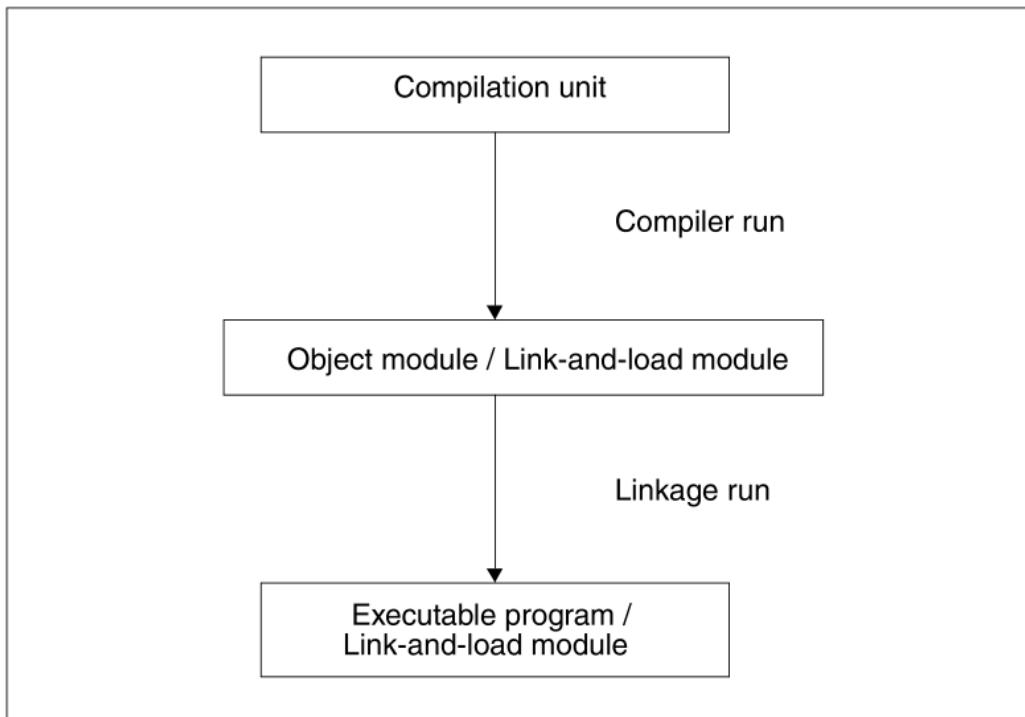 Compilation unit
Compiler run
Object module / Link-and-load module
Linkage run
Executable program /
Link-and-load module